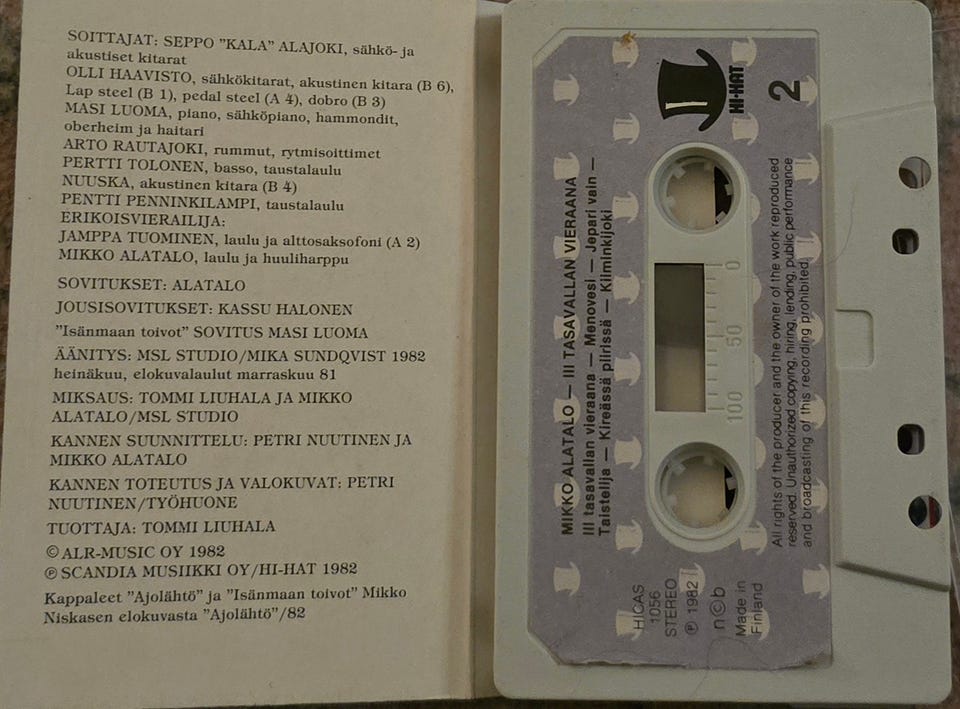 SOITTAJAT: SEPPO "KALA" ALAJOKI, sähkö- ja
akustiset kitarat
OLLI HAAVISTO, sähkökitarat, akustinen kitara (B 6),
Lap steel (B 1), pedal steel (A 4), dobro (B 3)
MASI LUOMA, piano, sähköpiano, hammondit,
oberheim ja haitari
ARTO RAUTAJOKI, rummut, rytmisoittimet
PERTTI TOLONEN, basso, taustalaulu
NUUSKA, akustinen kitara (B 4)
PENTTI PENNINKILAMPI, taustalaulu
ERIKOISVIERAILIJA:
JAMPPA TUOMINEN, laulu ja alttosaksofoni (A 2)
MIKKO ALATALO, laulu ja huuliharppu
SOVITUKSET: ALATALO
JOUSISOVITUKSET: KASSU HALONEN
"Isänmaan toivot" SOVITUS MASI LUOMA
ÄÄNITYS: MSL STUDIO/MIKA SUNDQVIST 1982
heinäkuu, elokuvalaulut marraskuu 81
MIKSAUS: TOMMI LIUHALA JA MIKKO
ALATALO/MSL STUDIO
KANNEN SUUNNITTELU: PETRI NUUTINEN JA
MIKKO ALATALO
KANNEN TOTEUTUS JA VALOKUVAT: PETRI
NUUTINEN/TYÖHUONE
TUOTTAJA: TOMMI LIUHALA
© ALR-MUSIC OY 1982
℗ SCANDIA MUSIIKKI OY/HI-HAT 1982
Kappaleet "Ajolähtö" ja "Isänmaan toivot" Mikko
Niskasen elokuvasta "Ajolähtö"/82
HI-HAT
2
MIKKO ALATALO — III TASAVALLAN VIERAANA
III tasavallan vieraana — Menovesi — Jepari vain —
Taistelija — Kireässä piirissä — Kiiminkijoki
0
50
100
HICAS
1056
STEREO
℗ 1982
n©b
Made in
Finland
All rights of the producer and the owner of the work reproduced
reserved. Unauthorized copying, hiring, lending, public performance
and broadcasting of this recording prohibited.